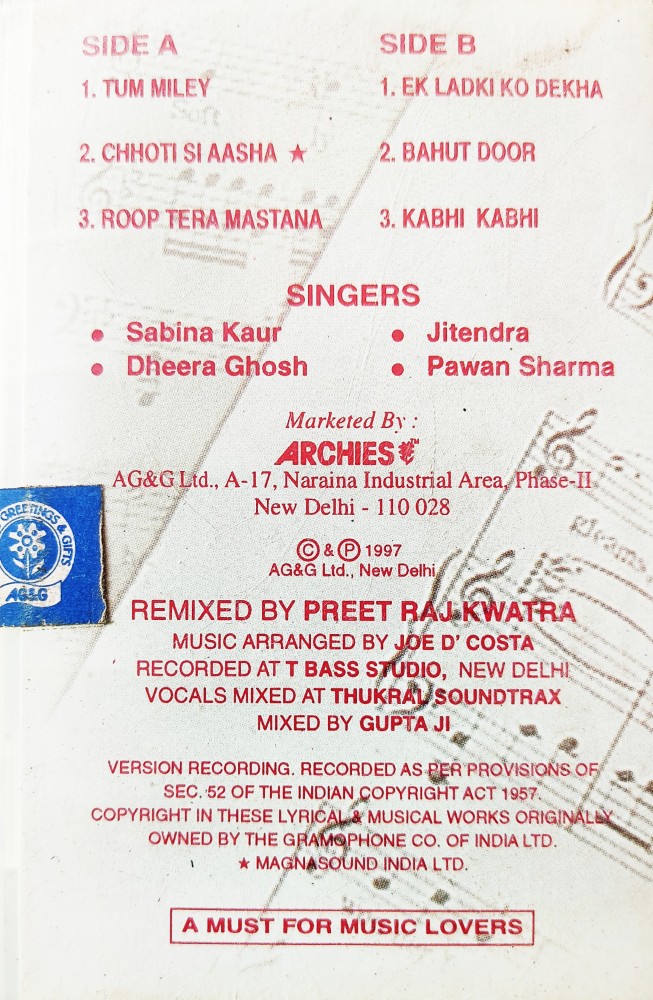 SIDE A
1. TUM MILEY
2. CHHOTI SI AASHA ★
3. ROOP TERA MASTANA
SIDE B
1. EK LADKI KO DEKHA
2. BAHUT DOOR
3. KABHI KABHI
SINGERS
• Sabina Kaur
• Dheera Ghosh
• Jitendra
• Pawan Sharma
Marketed By :
ARCHIES™
AG&G Ltd., A-17, Naraina Industrial Area, Phase-II
New Delhi - 110 028
GREETINGS & GIFTS
AG&G
© & ℗ 1997
AG&G Ltd., New Delhi
REMIXED BY PREET RAJ KWATRA
MUSIC ARRANGED BY JOE D' COSTA
RECORDED AT T BASS STUDIO, NEW DELHI
VOCALS MIXED AT THUKRAL SOUNDTRAX
MIXED BY GUPTA JI
VERSION RECORDING. RECORDED AS PER PROVISIONS OF
SEC. 52 OF THE INDIAN COPYRIGHT ACT 1957.
COPYRIGHT IN THESE LYRICAL & MUSICAL WORKS ORIGINALLY
OWNED BY THE GRAMOPHONE CO. OF INDIA LTD.
★ MAGNASOUND INDIA LTD.
A MUST FOR MUSIC LOVERS